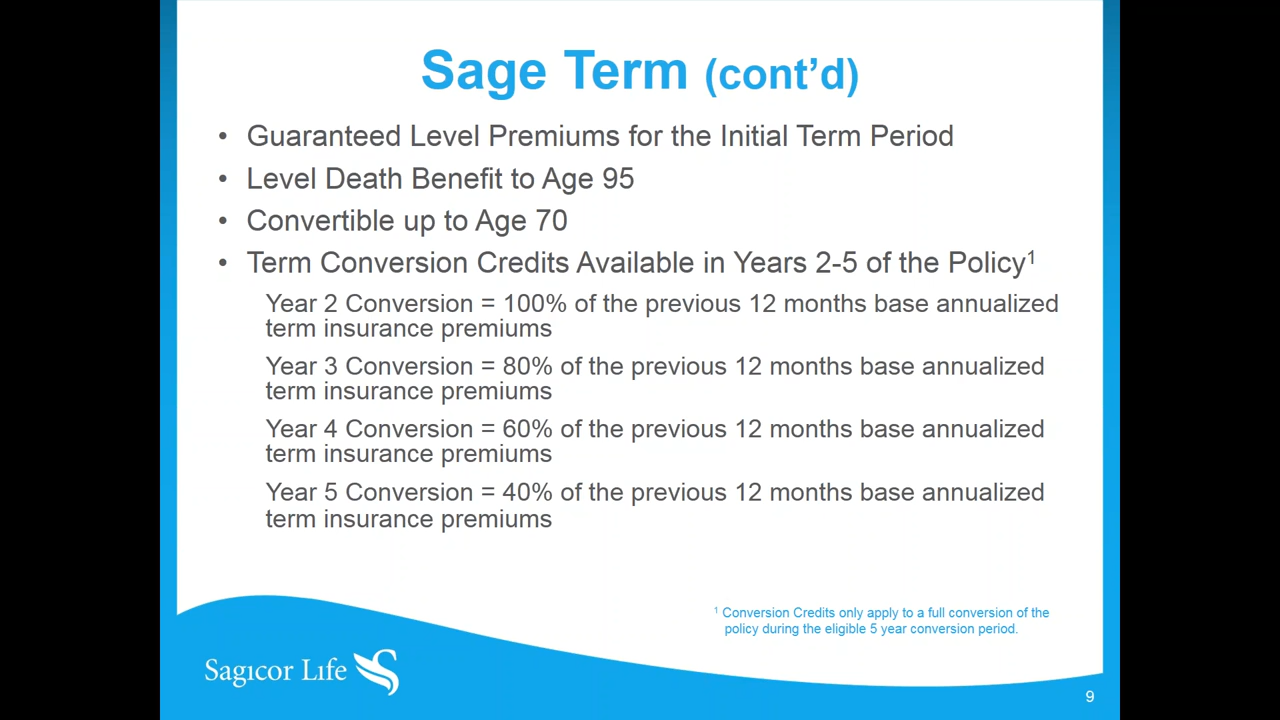 Sage Term (cont’d)
• Guaranteed Level Premiums for the Initial Term Period
• Level Death Benefit to Age 95
• Convertible up to Age 70
• Term Conversion Credits Available in Years 2-5 of the Policy¹
Year 2 Conversion = 100% of the previous 12 months base annualized
term insurance premiums
Year 3 Conversion = 80% of the previous 12 months base annualized
term insurance premiums
Year 4 Conversion = 60% of the previous 12 months base annualized
term insurance premiums
Year 5 Conversion = 40% of the previous 12 months base annualized
term insurance premiums
¹ Conversion Credits only apply to a full conversion of the
policy during the eligible 5 year conversion period.
Sagicor Life
9